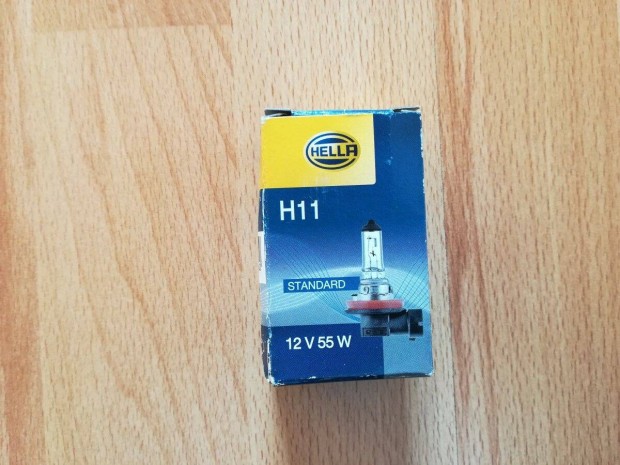 HELLA
H11
STANDARD
12 V 55 W